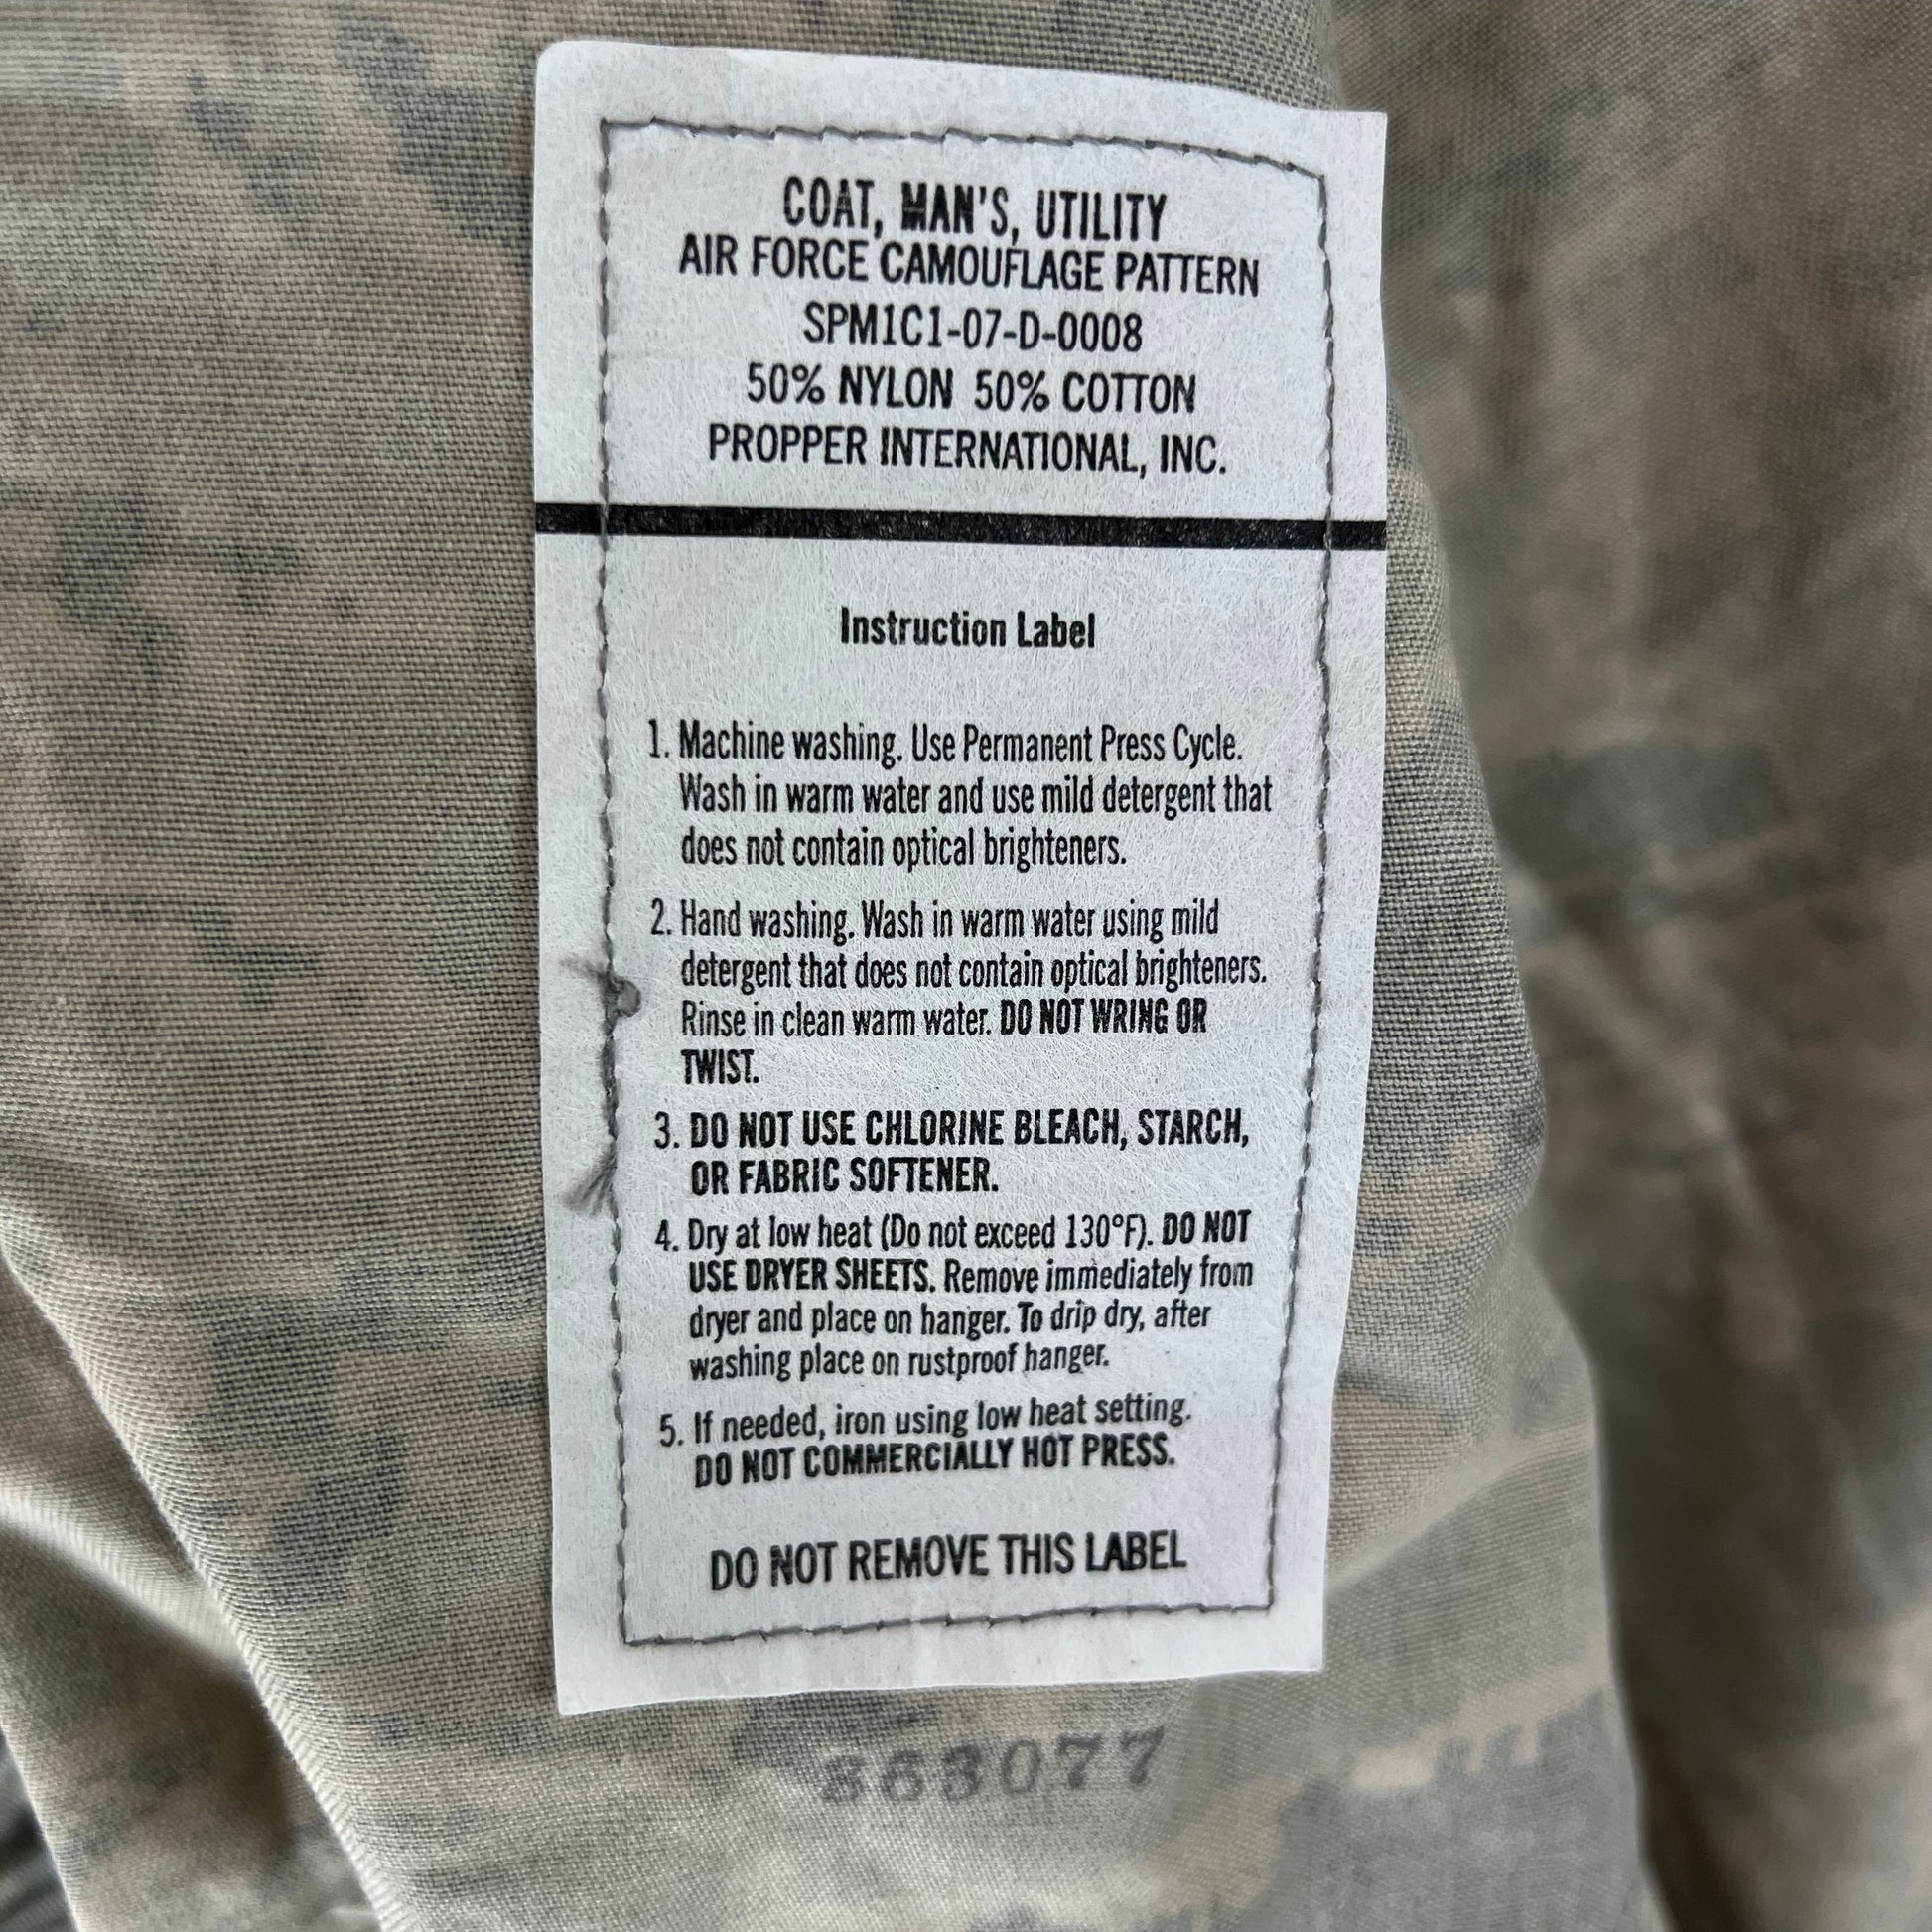 COAT, MAN'S, UTILITY
AIR FORCE CAMOUFLAGE PATTERN
SPM1C1-07-D-0008
50% NYLON 50% COTTON
PROPPER INTERNATIONAL, INC.
Instruction Label
1. Machine washing. Use Permanent Press Cycle.
Wash in warm water and use mild detergent that
does not contain optical brighteners.
2. Hand washing. Wash in warm water using mild
detergent that does not contain optical brighteners.
Rinse in clean warm water. DO NOT WRING OR
TWIST.
3. DO NOT USE CHLORINE BLEACH, STARCH,
OR FABRIC SOFTENER.
4. Dry at low heat (Do not exceed 130°F). DO NOT
USE DRYER SHEETS. Remove immediately from
dryer and place on hanger. To drip dry, after
washing place on rustproof hanger.
5. If needed, iron using low heat setting.
DO NOT COMMERCIALLY HOT PRESS.
DO NOT REMOVE THIS LABEL